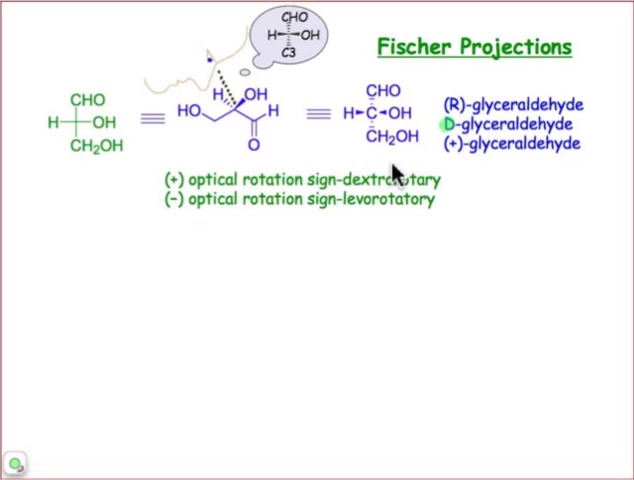 CHO
H OH
C3
Fischer Projections
CHO
H OH
CH₂OH
H OH
HO H
O
CHO
H C OH
CH₂OH
(R)-glyceraldehyde
D-glyceraldehyde
(+)-glyceraldehyde
(+) optical rotation sign-dextrorotary
(-) optical rotation sign-levorotatory